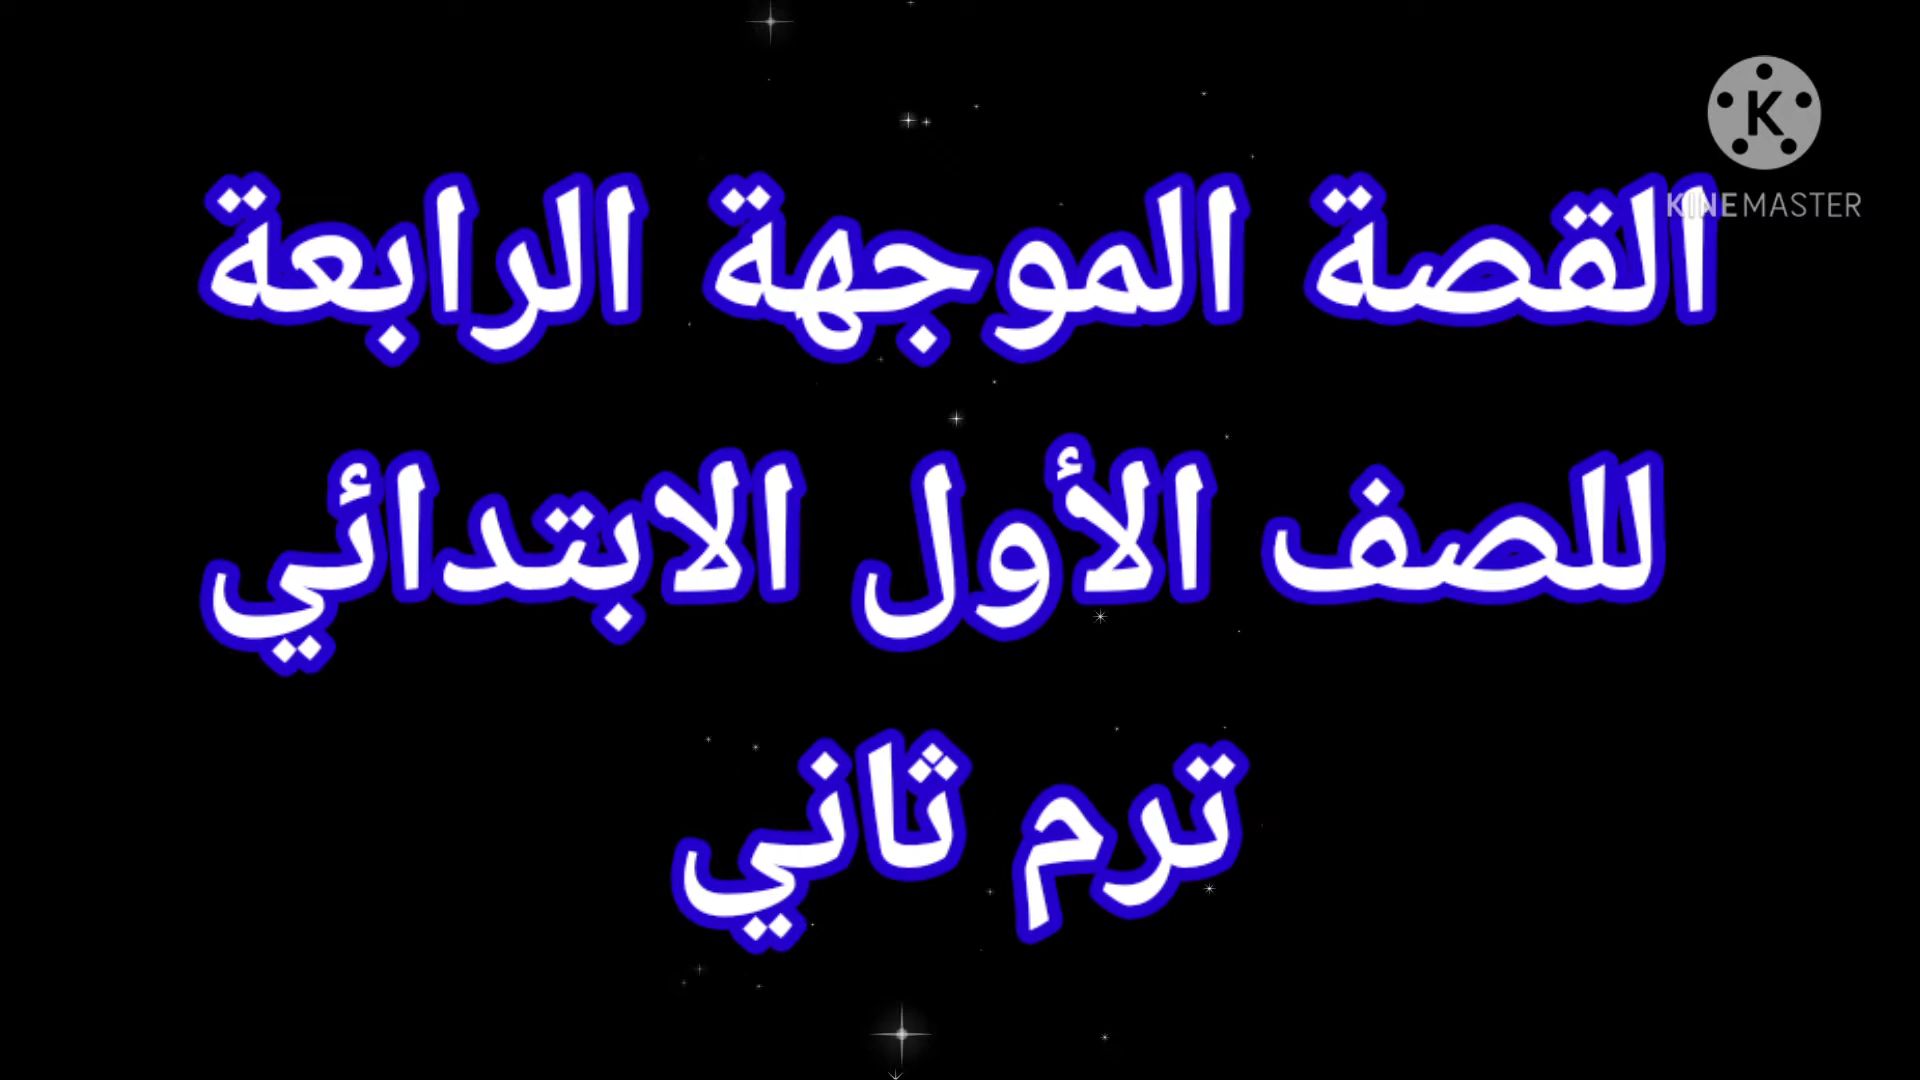 K
KINEMASTER
القصة الموجهة الرابعة
للصف الأول الابتدائي
ترم ثاني